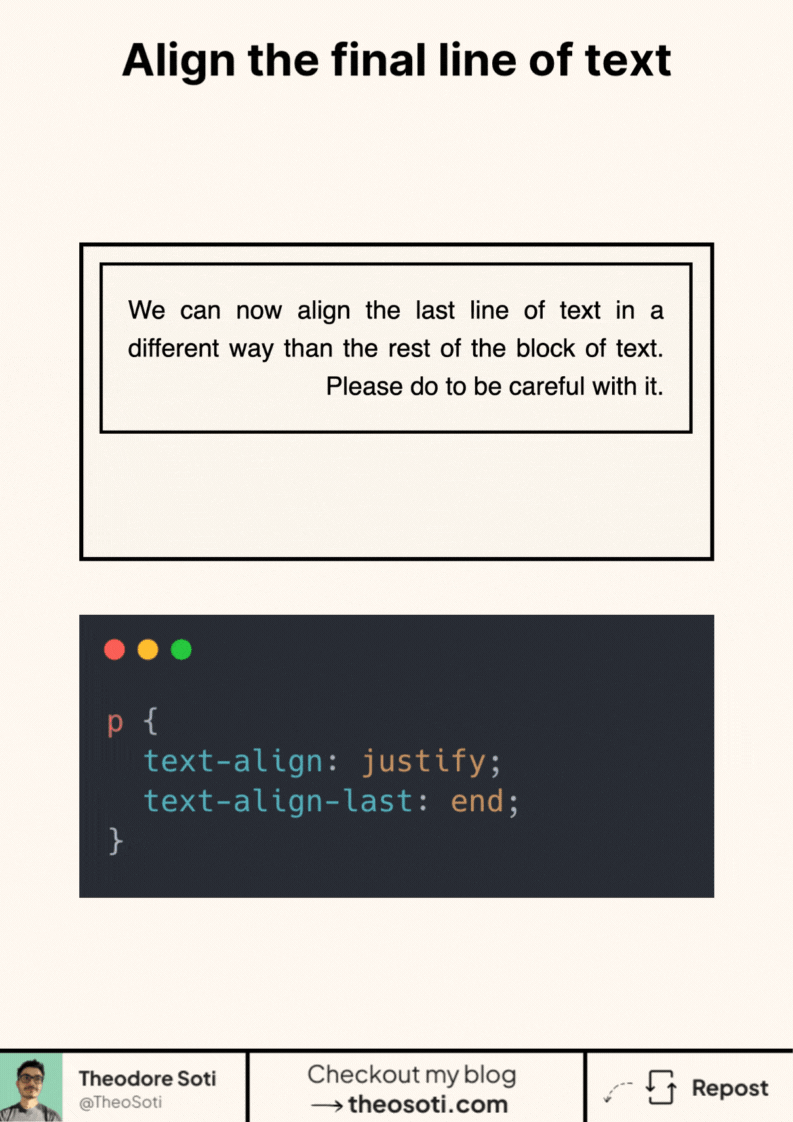 Align the final line of text
We can now align the last line of text in a
different way than the rest of the block of text.
Please do to be careful with it.
p {
  text-align: justify;
  text-align-last: end;
}
Theodore Soti
@TheoSoti
Checkout my blog
→ theosoti.com
Repost